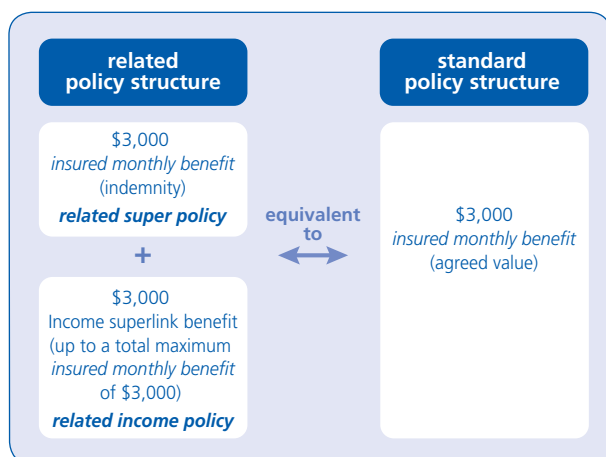 related
policy structure
$3,000
insured monthly benefit
(indemnity)
related super policy
+
$3,000
Income superlink benefit
(up to a total maximum
insured monthly benefit
of $3,000)
related income policy
equivalent
to
standard
policy structure
$3,000
insured monthly benefit
(agreed value)